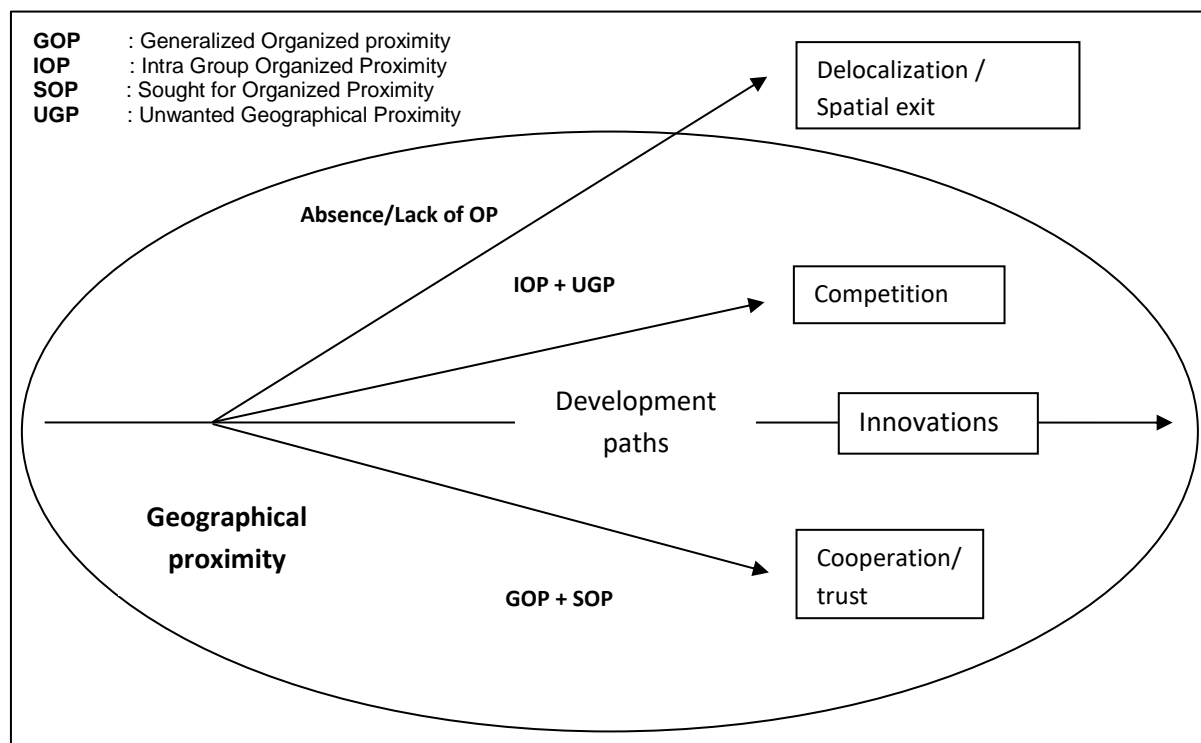 GOP : Generalized Organized proximity
IOP : Intra Group Organized Proximity
SOP : Sought for Organized Proximity
UGP : Unwanted Geographical Proximity
Delocalization /
Spatial exit
Absence/Lack of OP
IOP + UGP
Competition
Development
paths
Innovations
Geographical
proximity
Cooperation/
trust
GOP + SOP